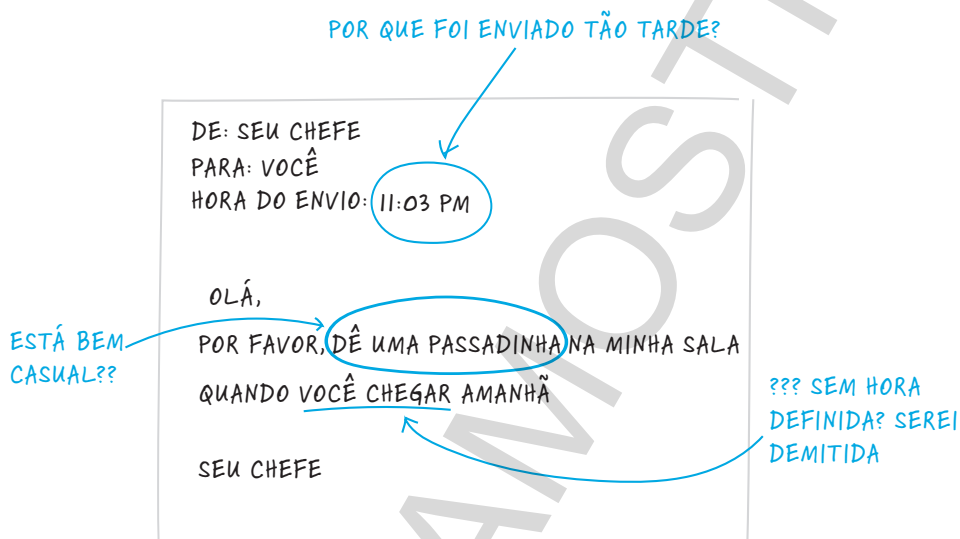 POR QUE FOI ENVIADO TÃO TARDE?
DE: SEU CHEFE
PARA: VOCÊ
HORA DO ENVIO: 11:03 PM
OLÁ,
POR FAVOR, DÊ UMA PASSADINHA NA MINHA SALA
QUANDO VOCÊ CHEGAR AMANHÃ
SEU CHEFE
ESTÁ BEM
CASUAL??
??? SEM HORA
DEFINIDA? SEREI
DEMITIDA